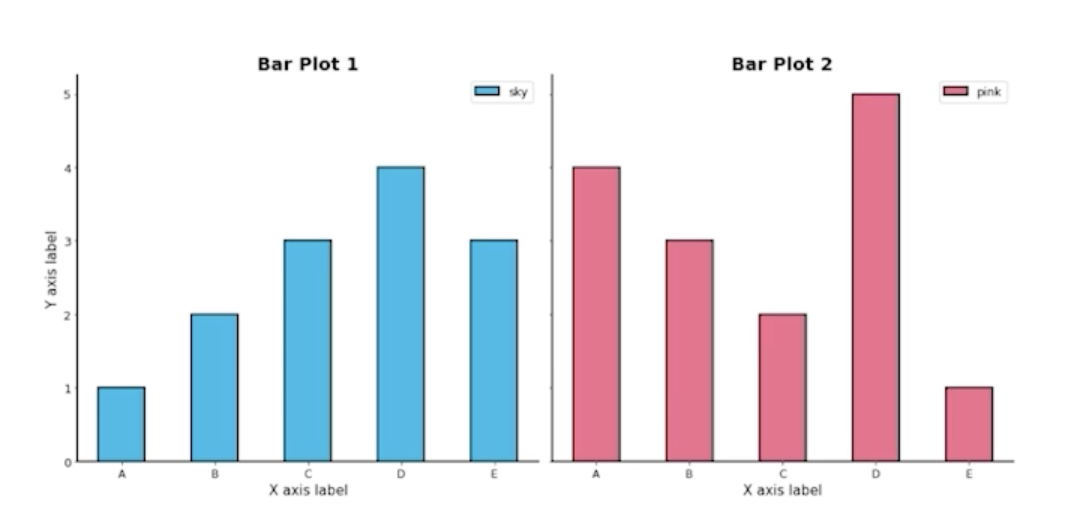 Bar Plot 1
sky
5
4
3
2
1
0
Y axis label
A B C D E
X axis label
Bar Plot 2
pink
A B C D E
X axis label